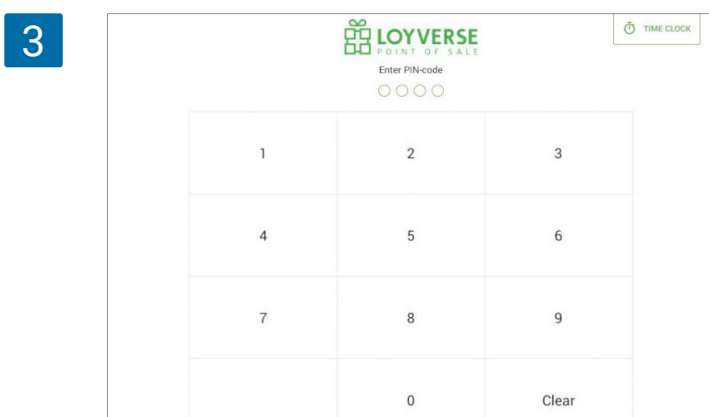 3
LOYVERSE
POINT OF SALE
TIME CLOCK
Enter PIN-code
1 2 3
4 5 6
7 8 9
0 Clear